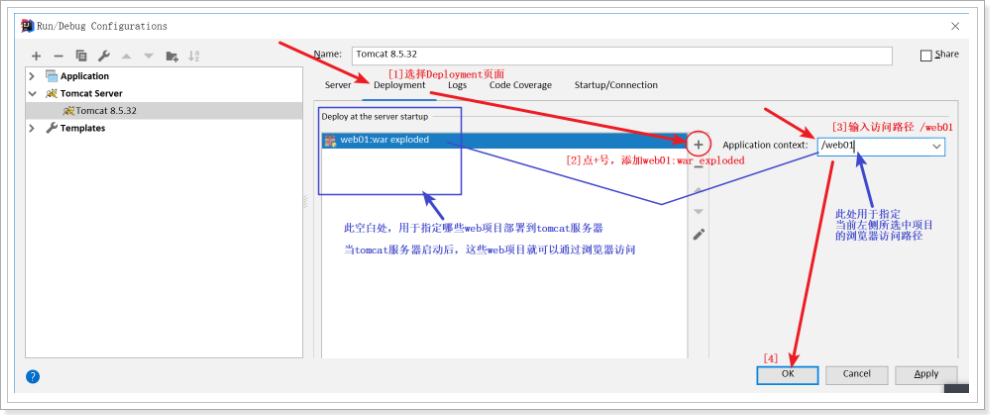 Run/Debug Configurations
Name: Tomcat 8.5.32
Share
Application
Tomcat Server
Tomcat 8.5.32
Templates
[1]选择Deployment页面
Server Deployment Logs Code Coverage Startup/Connection
Deploy at the server startup
web01:war exploded
[2]点+号，添加web01:war exploded
[3]输入访问路径 /web01
Application context: /web01
此处用于指定
当前左侧所选中项目
的浏览器访问路径
此空白处，用于指定哪些web项目部署到tomcat服务器
当tomcat服务器启动后，这些web项目就可以通过浏览器访问
[4]
OK Cancel Apply